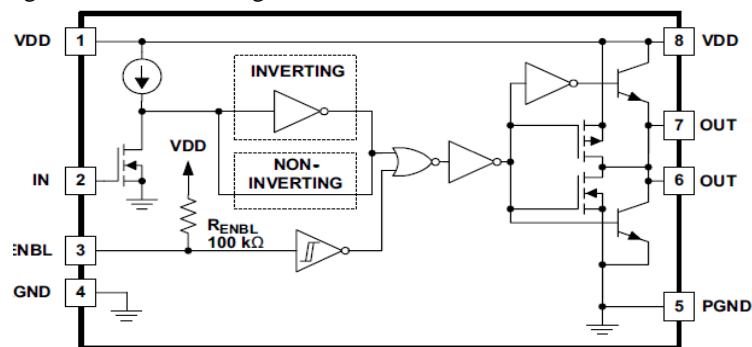 VDD 1
8 VDD
INVERTING
7 OUT
VDD
NON-
INVERTING
IN 2
6 OUT
RENBL
100 kΩ
ENBL 3
GND 4
5 PGND